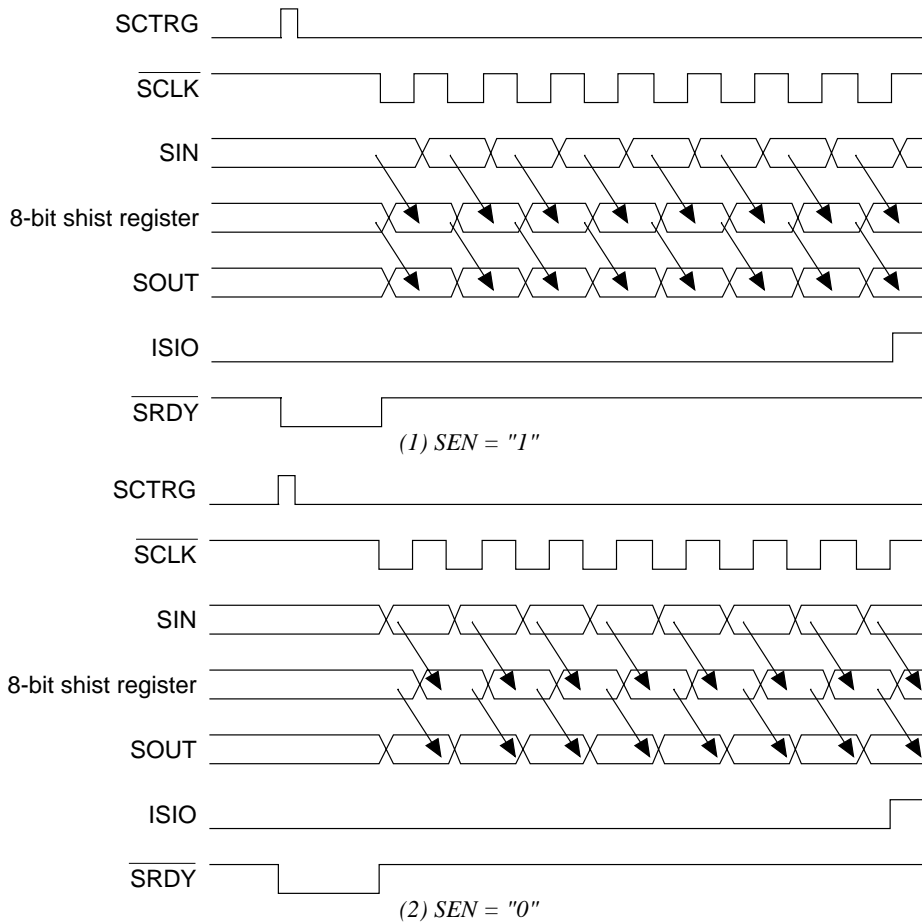 SCTRG
SCLK
SIN
8-bit shist register
SOUT
ISIO
SRDY
(1) SEN = "1"
SCTRG
SCLK
SIN
8-bit shist register
SOUT
ISIO
SRDY
(2) SEN = "0"